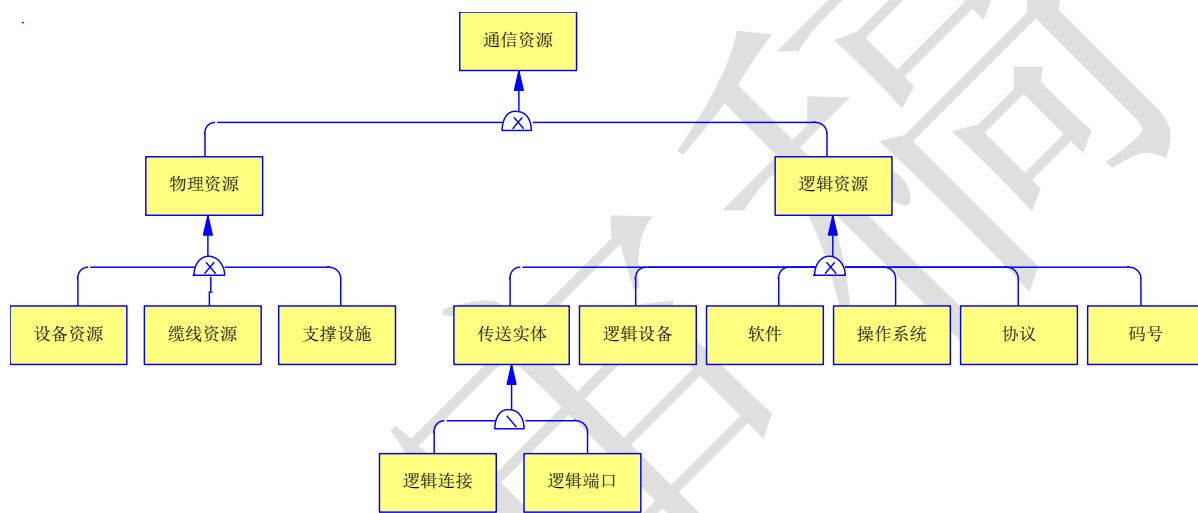 通信资源
物理资源
逻辑资源
设备资源
缆线资源
支撑设施
传送实体
逻辑设备
软件
操作系统
协议
码号
逻辑连接
逻辑端口
稿